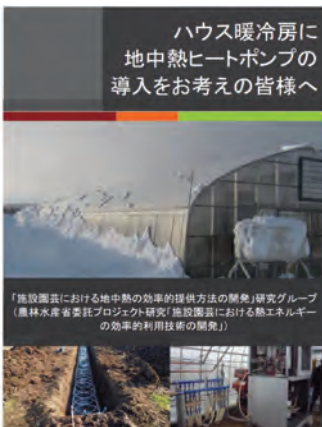 ハウス暖冷房に
地中熱ヒートポンプの
導入をお考えの皆様へ
「施設園芸における地中熱の効率的提供方法の開発」研究グループ
(農林水産省委託プロジェクト研究「施設園芸における熱エネルギー
の効率的利用技術の開発」)